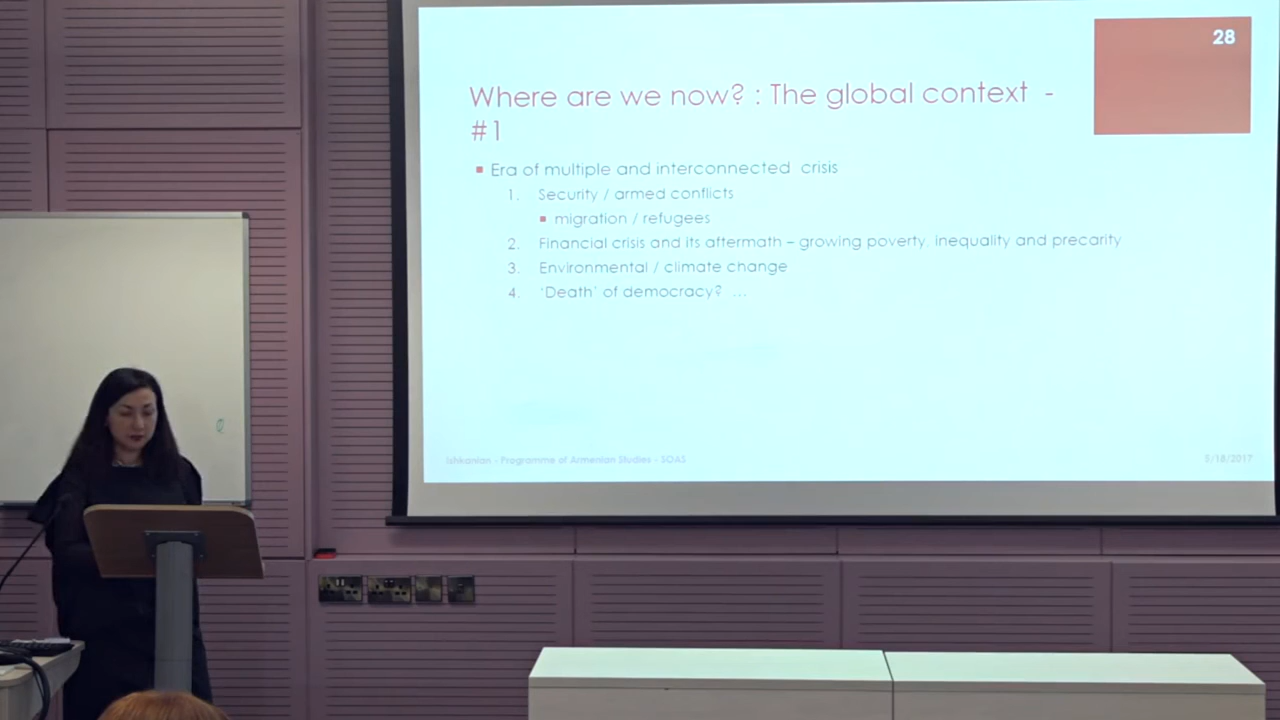 28
Where are we now? : The global context -
#1
Era of multiple and interconnected crisis
1. Security / armed conflicts
migration / refugees
2. Financial crisis and its aftermath – growing poverty, inequality and precarity
3. Environmental / climate change
4. 'Death' of democracy? ...
Ishkanian - Programme of Armenian Studies - SOAS
5/18/2017